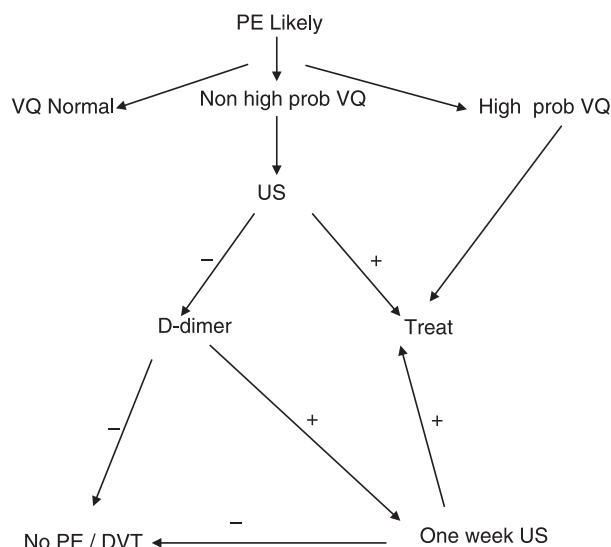 PE Likely
VQ Normal
Non high prob VQ
High prob VQ
US
–
+
D-dimer
Treat
–
+
+
No PE / DVT
–
One week US